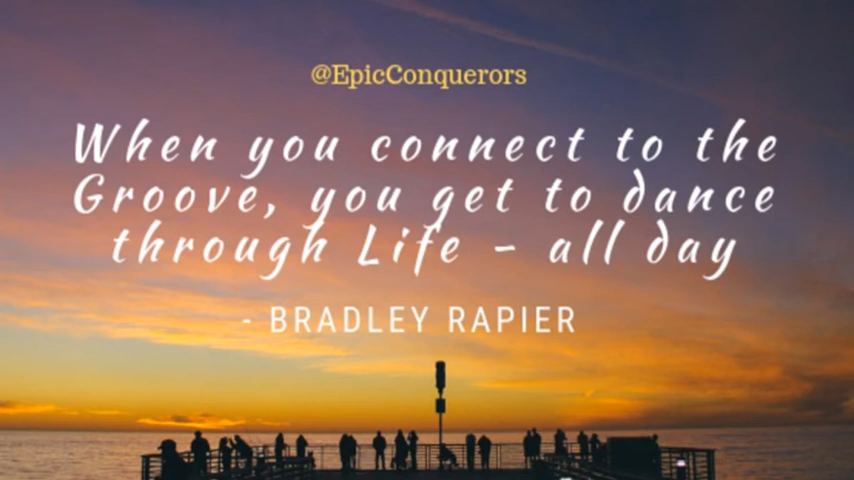 @EpicConquerors
When you connect to the
Groove, you get to dance
through Life - all day
- BRADLEY RAPIER